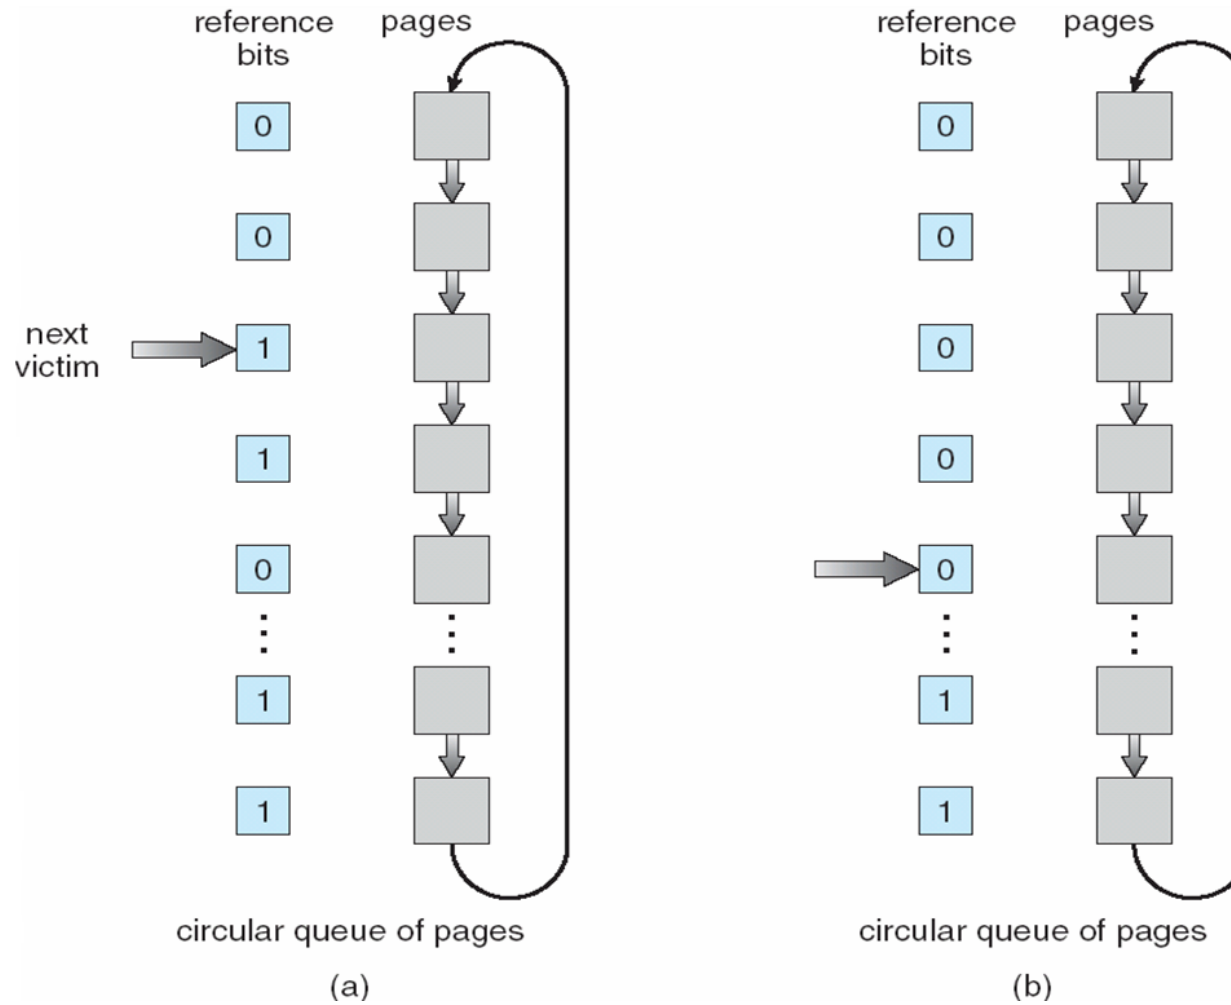 reference
bits
pages
0
0
next
victim
1
1
0
1
1
circular queue of pages
(a)
reference
bits
pages
0
0
0
0
0
1
1
circular queue of pages
(b)